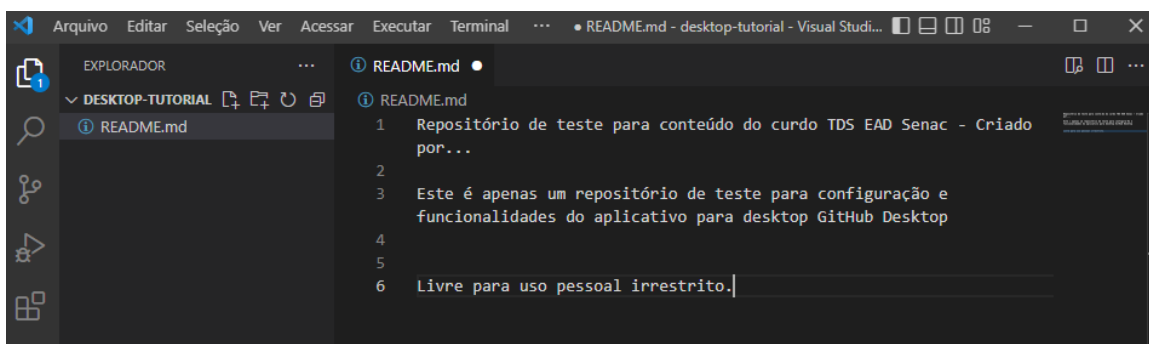 Arquivo Editar Seleção Ver Acessar Executar Terminal ··· ● README.md - desktop-tutorial - Visual Studi...
EXPLORADOR ···
README.md ●
DESKTOP-TUTORIAL
README.md
README.md
1
1 Repositório de teste para conteúdo do curdo TDS EAD Senac - Criado
por...
2
3 Este é apenas um repositório de teste para configuração e
funcionalidades do aplicativo para desktop GitHub Desktop
4
5
6 Livre para uso pessoal irrestrito.